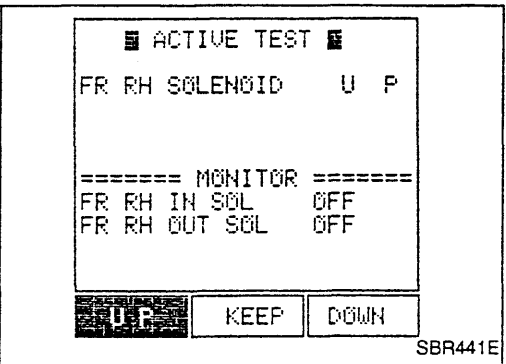 ACTIVE TEST
FR RH SOLENOID U P
======= MONITOR =======
FR RH IN SOL OFF
FR RH OUT SOL OFF
U P KEEP DOWN
SBR441E